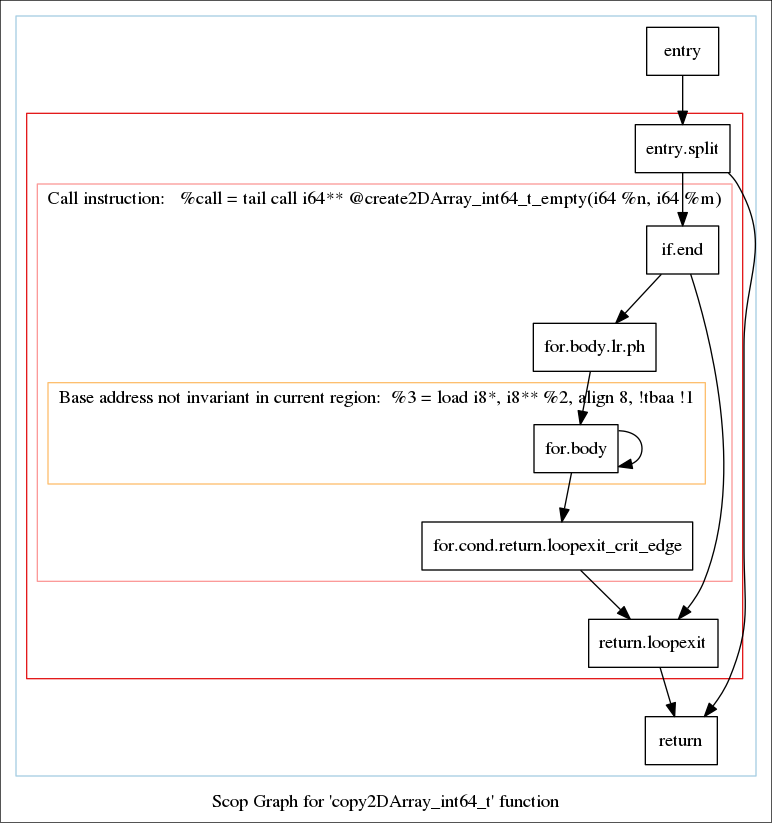 entry
entry.split
Call instruction: %call = tail call i64** @create2DArray_int64_t_empty(i64 %n, i64 %m)
if.end
for.body.lr.ph
Base address not invariant in current region: %3 = load i8*, i8** %2, align 8, !tbaa !1
for.body
for.cond.return.loopexit_crit_edge
return.loopexit
return
Scop Graph for 'copy2DArray_int64_t' function